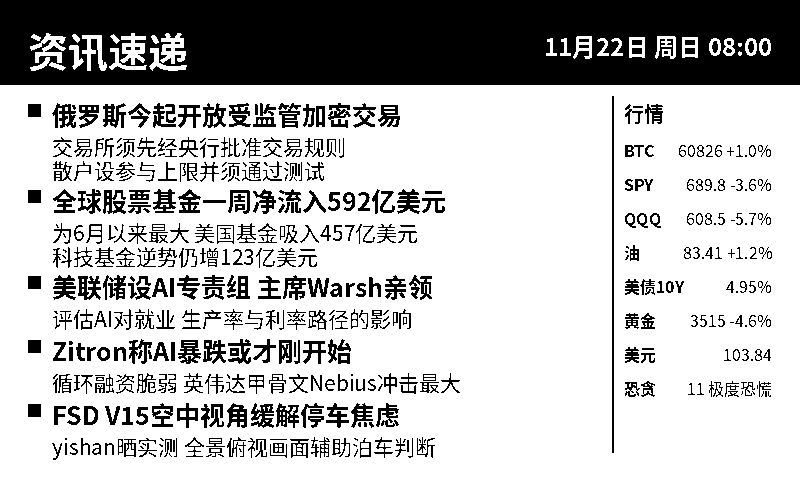 资讯速递
11月22日 周日 08:00
俄罗斯今起开放受监管加密交易
交易所须先经央行批准交易规则
散户设参与上限并须通过测试
全球股票基金一周净流入592亿美元
为6月以来最大 美国基金吸入457亿美元
科技基金逆势仍增123亿美元
美联储设AI专责组 主席Warsh亲领
评估AI对就业 生产率与利率路径的影响
Zitron称AI暴跌或才刚开始
循环融资脆弱 英伟达甲骨文Nebius冲击最大
FSD V15空中视角缓解停车焦虑
yishan晒实测 全景俯视画面辅助泊车判断
行情
BTC 60826 +1.0%
SPY 689.8 -3.6%
QQQ 608.5 -5.7%
油 83.41 +1.2%
美债10Y 4.95%
黄金 3515 -4.6%
美元 103.84
恐贪 11 极度恐慌